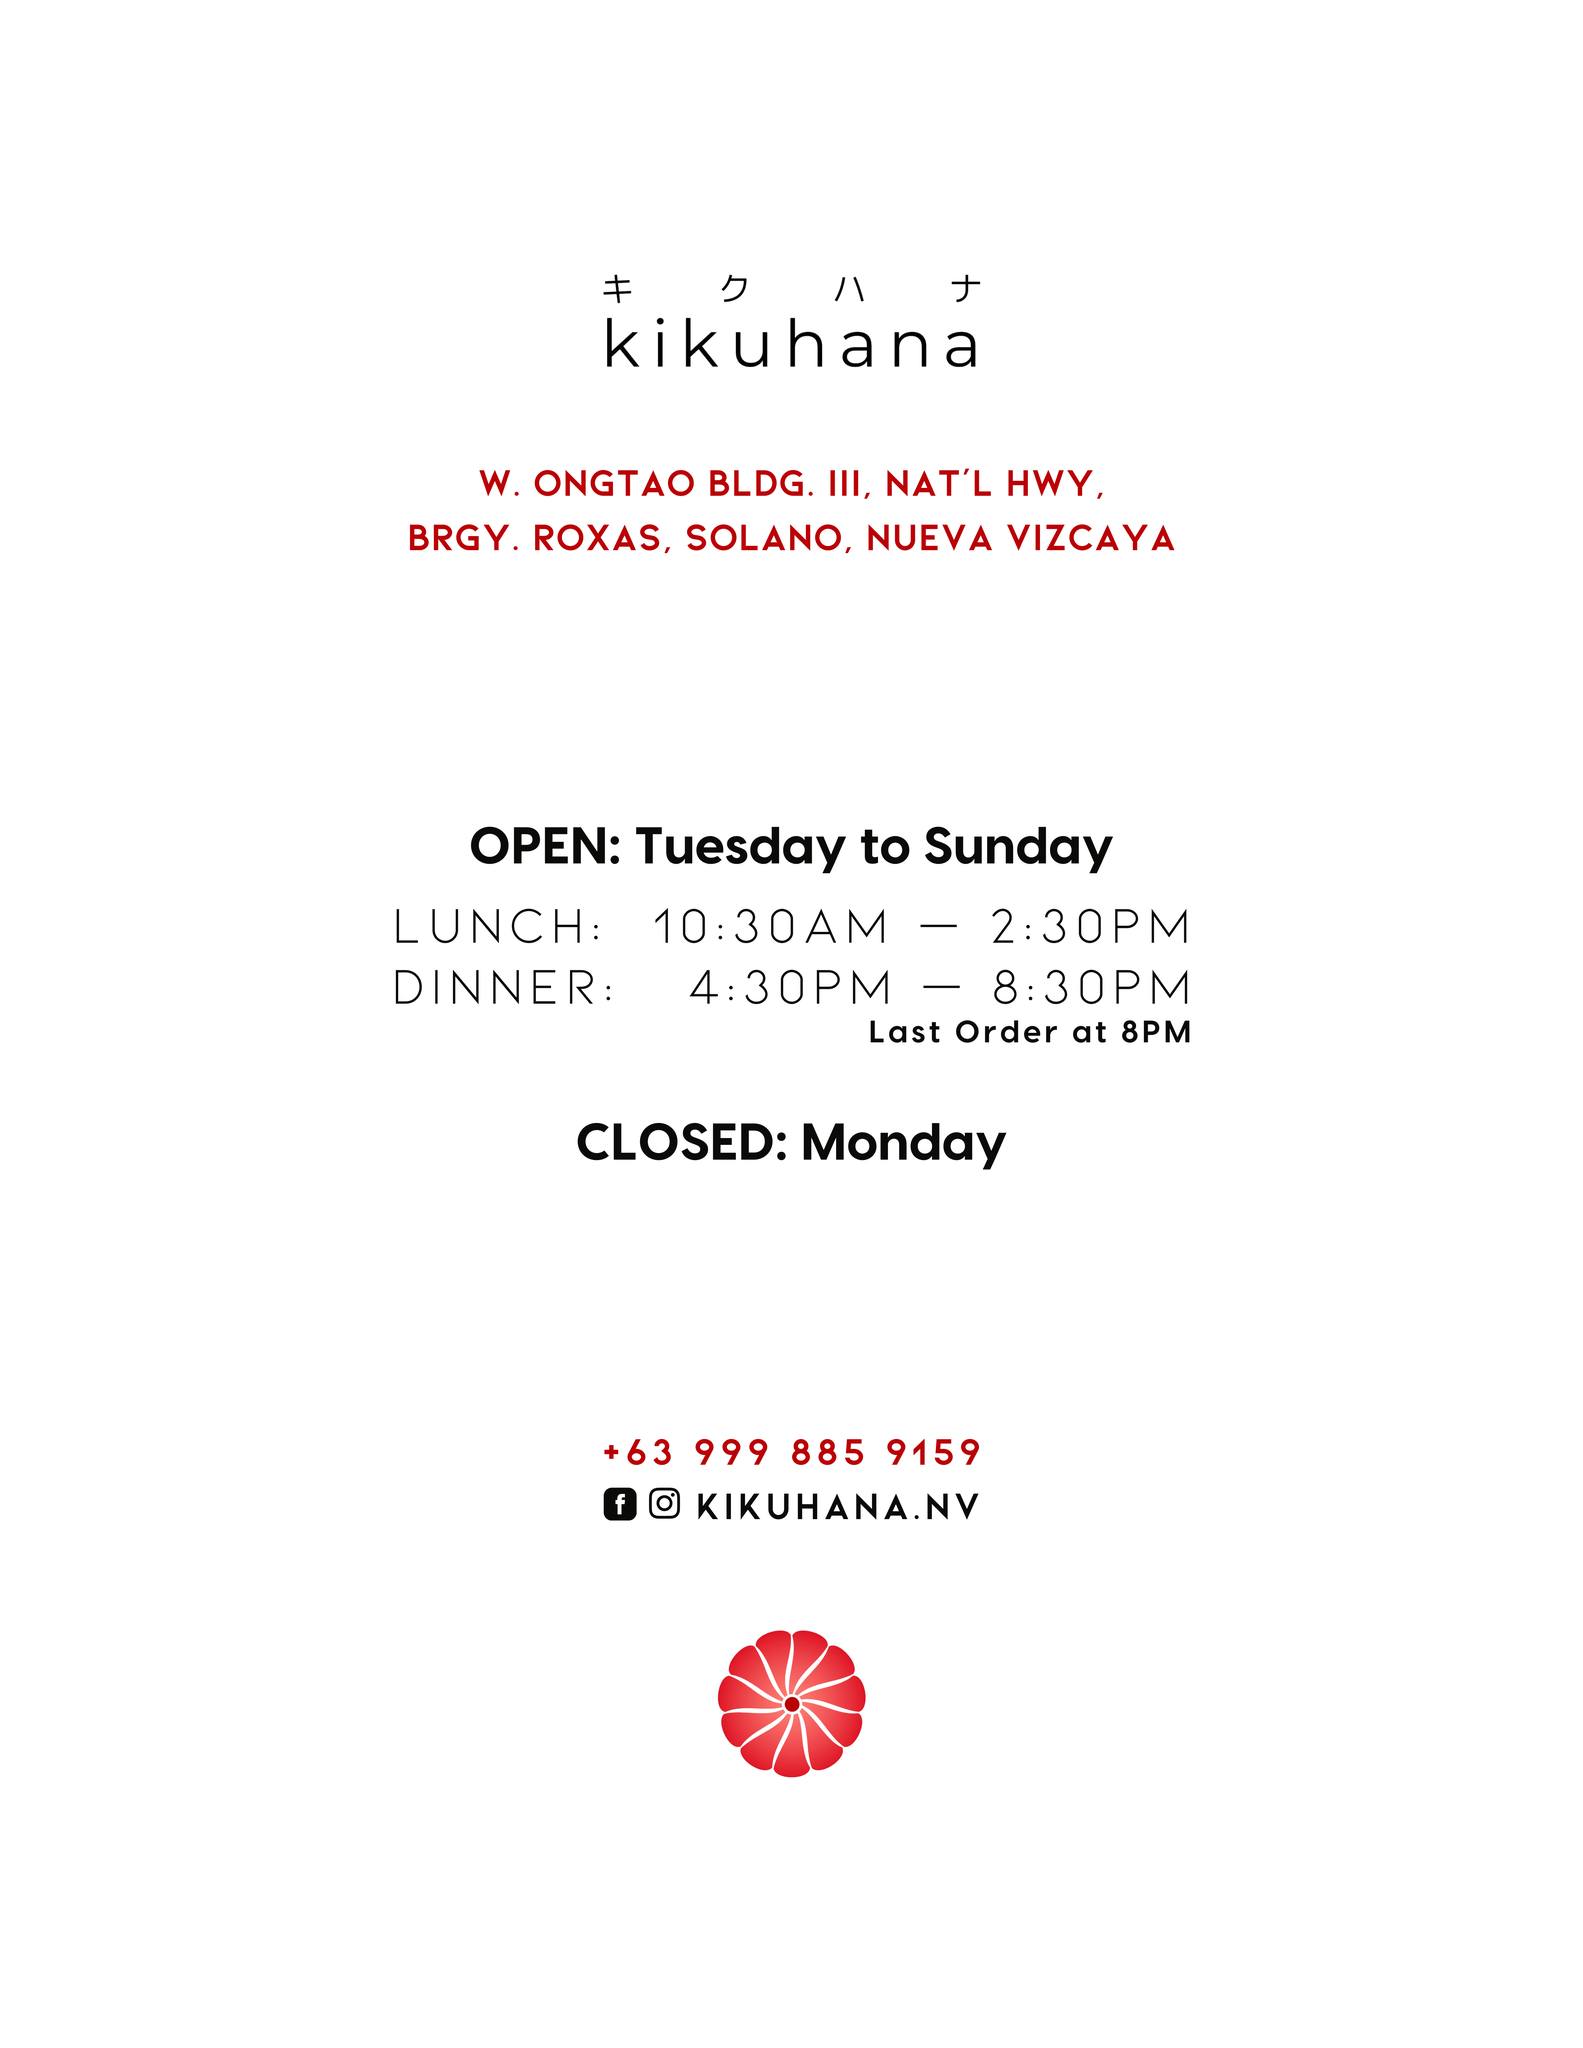 キクハナ
kikuhana
W. ONGTAO BLDG. III, NAT'L HWY,
BRGY. ROXAS, SOLANO, NUEVA VIZCAYA
OPEN: Tuesday to Sunday
LUNCH: 10:30AM — 2:30PM
DINNER: 4:30PM — 8:30PM
Last Order at 8PM
CLOSED: Monday
+63 999 885 9159
KIKUHANA.NV